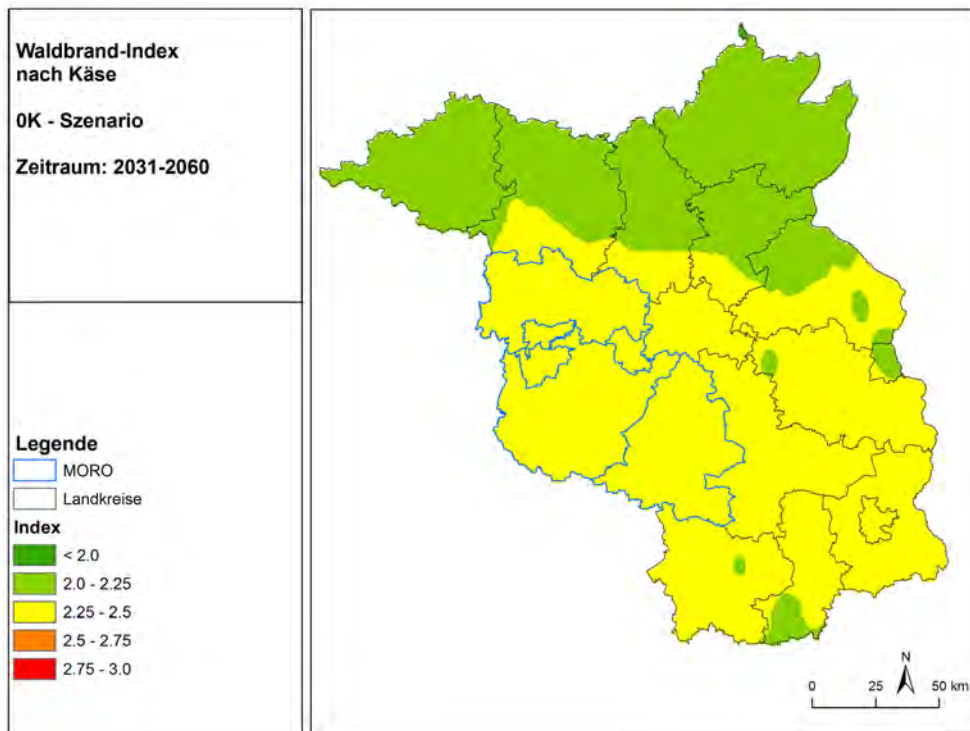 Waldbrand-Index
nach Käse
0K - Szenario
Zeitraum: 2031-2060
Legende
MORO
Landkreise
Index
< 2.0
2.0 - 2.25
2.25 - 2.5
2.5 - 2.75
2.75 - 3.0
N
0 25 50 km